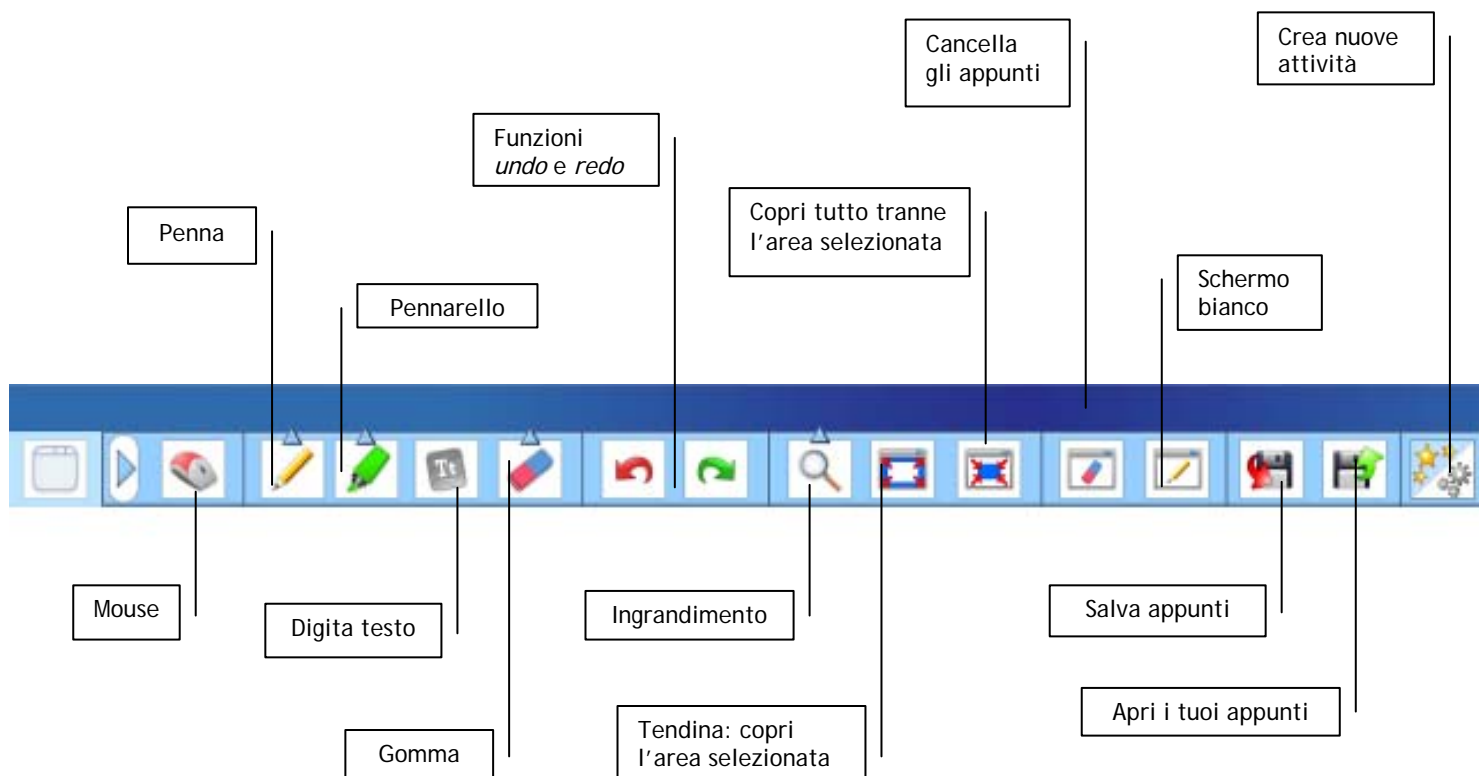 Cancella
gli appunti
Crea nuove
attività
Funzioni
undo e redo
Copri tutto tranne
l'area selezionata
Penna
Schermo
bianco
Pennarello
Tt
Mouse
Digita testo
Ingrandimento
Salva appunti
Apri i tuoi appunti
Gomma
Tendina: copri
l'area selezionata